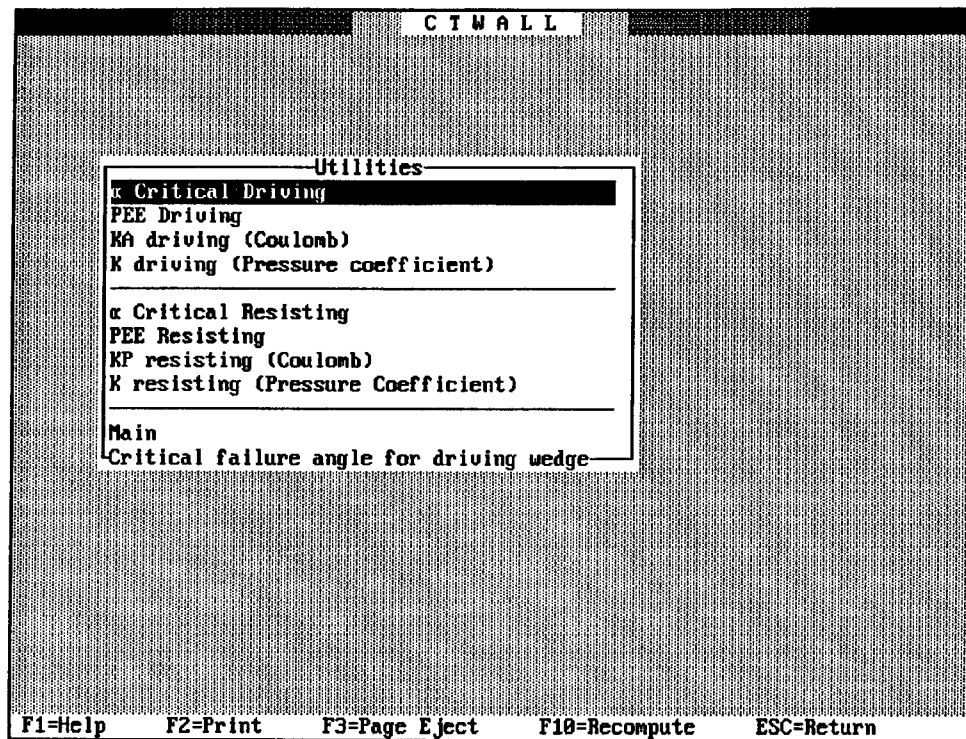 C T W A L L
Utilities
α Critical Driving
PEE Driving
KA driving (Coulomb)
K driving (Pressure coefficient)
α Critical Resisting
PEE Resisting
KP resisting (Coulomb)
K resisting (Pressure Coefficient)
Main
Critical failure angle for driving wedge
F1=Help F2=Print F3=Page Eject F10=Recompute ESC=Return